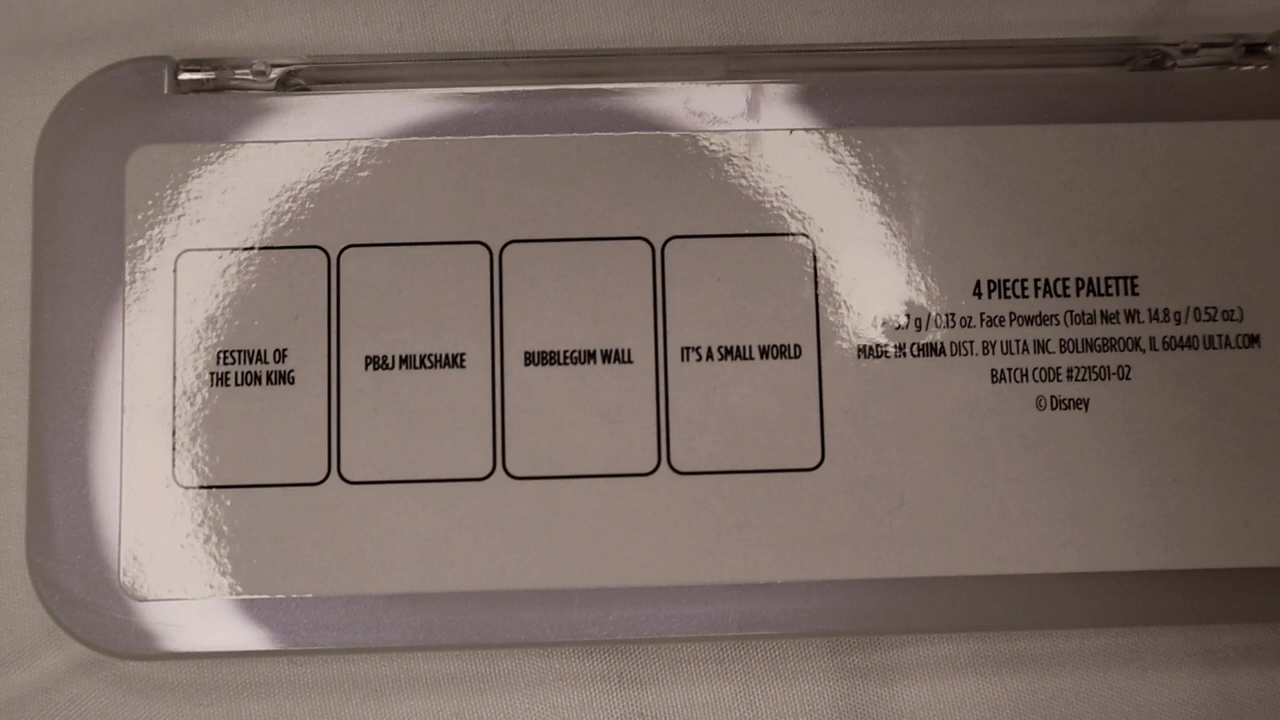 FESTIVAL OF
THE LION KING
PB&J MILKSHAKE
BUBBLEGUM WALL
IT'S A SMALL WORLD
4 PIECE FACE PALETTE
4 3.7 g / 0.13 oz. Face Powders (Total Net Wt. 14.8 g / 0.52 oz.)
MADE IN CHINA DIST. BY ULTA INC. BOLINGBROOK, IL 60440 ULTA.COM
BATCH CODE #221501-02
© Disney